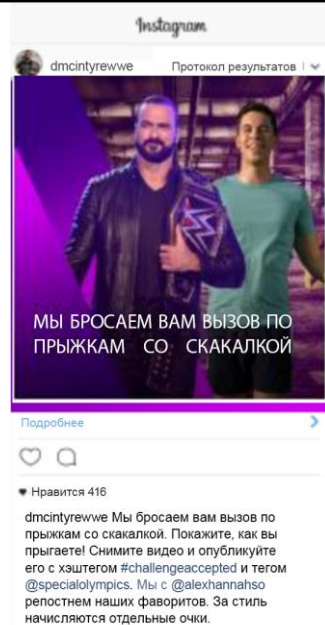 Instagram
dmcintyrewwe Протокол результатов
МЫ БРОСАЕМ ВАМ ВЫЗОВ ПО
ПРЫЖКАМ СО СКАКАЛКОЙ
Подробнее
Нравится 416
dmcintyrewwe Мы бросаем вам вызов по
прыжкам со скакалкой. Покажите, как вы
прыгаете! Снимите видео и опубликуйте
его с хэштегом #challengeaccepted и тегом
@specialolympics. Мы с @alexhannahso
репостнем наших фаворитов. За стиль
начисляются отдельные очки.